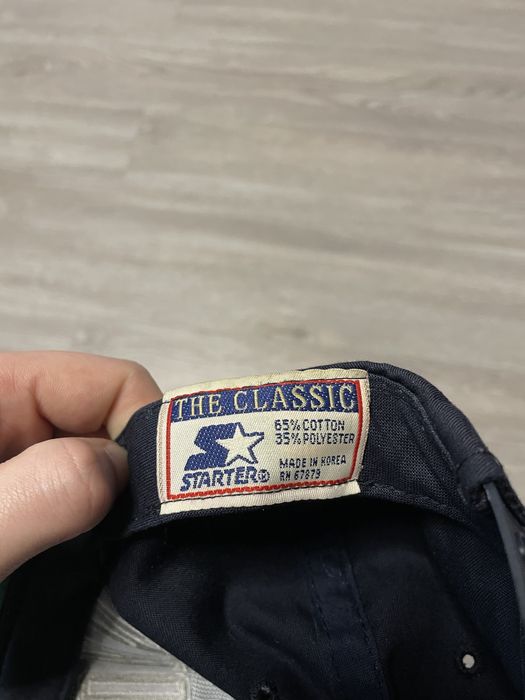 THE CLASSIC
65% COTTON
35% POLYESTER
STARTER®
MADE IN KOREA
RN 67879